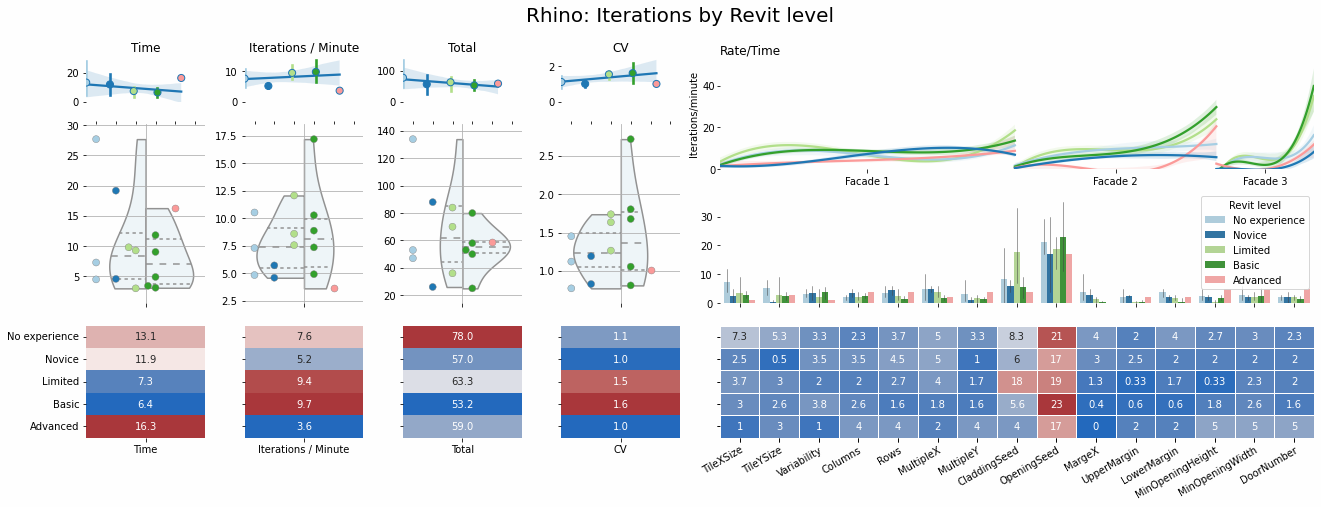 Rhino: Iterations by Revit level
Time
Iterations / Minute
Total
CV
Rate/Time
20
0
10
0
100
0
2
0
Iterations/minute
40
20
0
Facade 1
Facade 2
Facade 3
30
25
20
15
10
5
17.5
15.0
12.5
10.0
7.5
5.0
2.5
140
120
100
80
60
40
20
2.5
2.0
1.5
1.0
30
20
10
0
Revit level
No experience
Novice
Limited
Basic
Advanced
No experience 13.1 7.6 78.0 1.1 7.3 5.3 3.3 2.3 3.7 5 3.3 8.3 21 4 2 4 2.7 3 2.3
Novice 11.9 5.2 57.0 1.0 2.5 0.5 3.5 3.5 4.5 5 1 6 17 3 2.5 2 2 2 2
Limited 7.3 9.4 63.3 1.5 3.7 3 2 2 2.7 4 1.7 18 19 1.3 0.33 1.7 0.33 2.3 2
Basic 6.4 9.7 53.2 1.6 3 2.6 3.8 2.6 1.6 1.8 1.6 5.6 23 0.4 0.6 0.6 1.8 2.6 1.6
Advanced 16.3 3.6 59.0 1.0 1 3 1 4 4 2 4 4 17 0 2 2 5 5 5
Time
Iterations / Minute
Total
CV
TileXSize
TileYSize
Variability
Columns
Rows
MultipleX
MultipleY
CladdingSeed
OpeningSeed
MargeX
UpperMargin
LowerMargin
MinOpeningHeight
MinOpeningWidth
DoorNumber